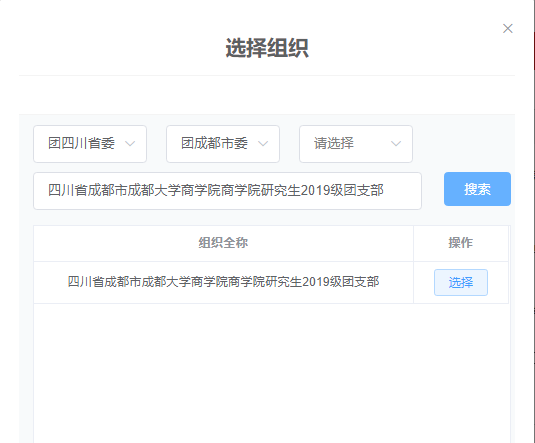 选择组织
团四川省委 团成都市委 请选择
四川省成都市成都大学商学院商学院研究生2019级团支部 搜索
组织全称 操作
四川省成都市成都大学商学院商学院研究生2019级团支部 选择